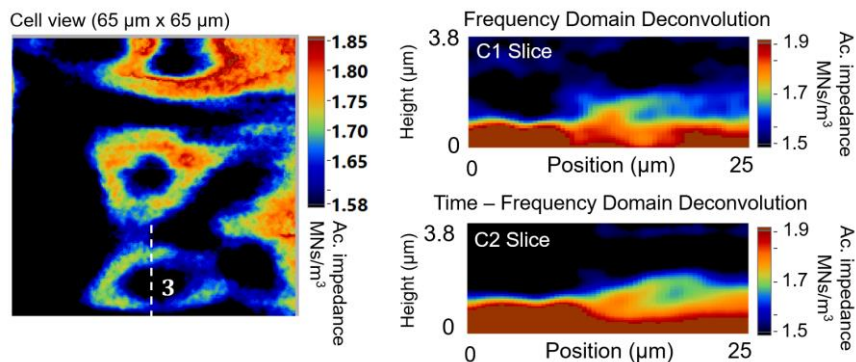 Cell view (65 µm x 65 µm)
1.85
1.80
1.75
1.70
1.65
1.58
Ac. impedance
MNs/m³
3
Frequency Domain Deconvolution
3.8
C1 Slice
Height (µm)
0
0
Position (µm)
25
1.9
1.7
1.5
Ac. impedance
MNs/m³
Time – Frequency Domain Deconvolution
3.8
C2 Slice
Height (µm)
0
0
Position (µm)
25
1.9
1.7
1.5
Ac. impedance
MNs/m³